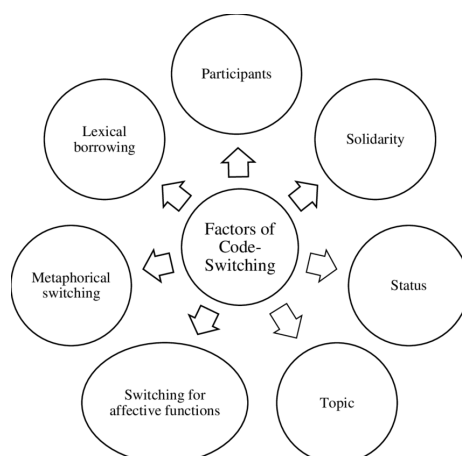 Participants
Solidarity
Status
Topic
Switching for
affective functions
Metaphorical
switching
Lexical
borrowing
Factors of
Code-
Switching